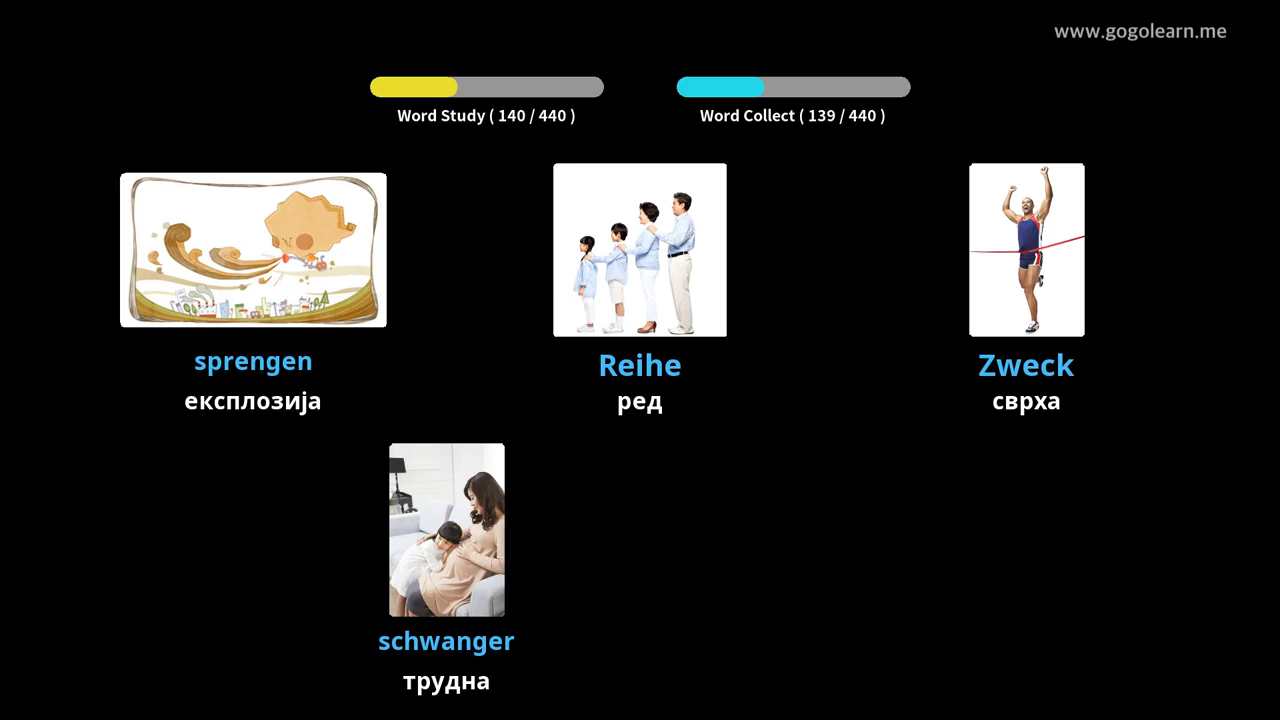 www.gogolearn.me
Word Study ( 140 / 440 )
Word Collect ( 139 / 440 )
sprengen
експлозија
Reihe
ред
Zweck
сврха
schwanger
трудна